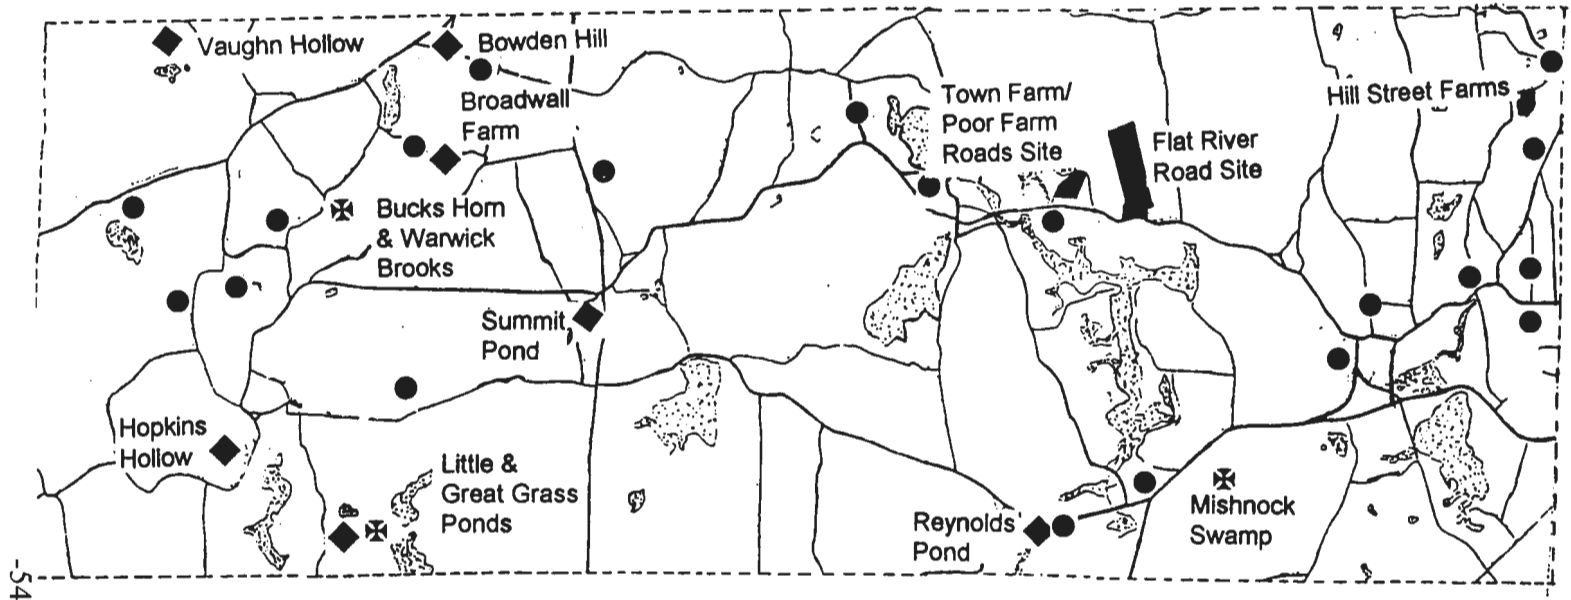 Vaughn Hollow
Bowden Hill
Broadwall
Farm
Town Farm/
Poor Farm
Roads Site
Flat River
Road Site
Hill Street Farms
Bucks Horn
& Warwick
Brooks
Summit
Pond
Hopkins
Hollow
Little &
Great Grass
Ponds
Reynolds
Pond
Mishnock
Swamp
-54